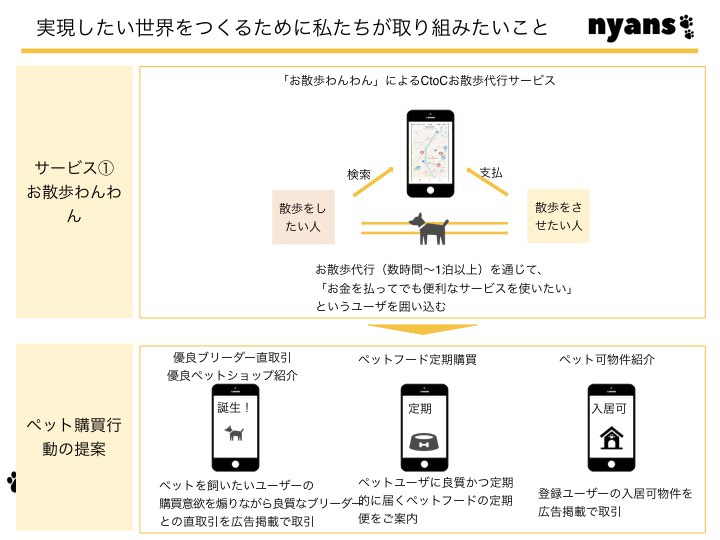 実現したい世界をつくるために私たちが取り組みたいこと
nyans
サービス①
お散歩わんわ
ん
「お散歩わんわん」によるCtoCお散歩代行サービス
検索
支払
散歩をし
たい人
散歩をさ
せたい人
お散歩代行（数時間〜1泊以上）を通じて、
「お金を払ってでも便利なサービスを使いたい」
というユーザを囲い込む
ペット購買行
動の提案
優良ブリーダー直取引
優良ペットショップ紹介
誕生！
ペットを飼いたいユーザーの
購買意欲を煽りながら良質なブリーダー
との直取引を広告掲載で取引
ペットフード定期購買
定期
ペットユーザに良質かつ定期
的に届くペットフードの定期
便をご案内
ペット可物件紹介
入居可
登録ユーザーの入居可物件を
広告掲載で取引